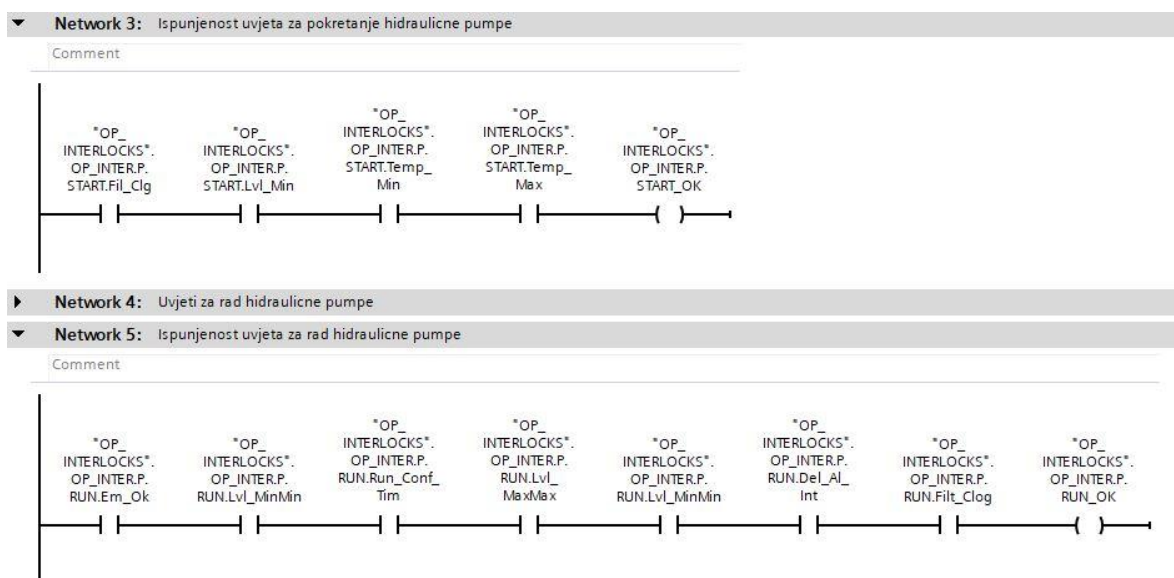 Network 3: Ispunjenost uvjeta za pokretanje hidraulicne pumpe
Comment
"OP_
INTERLOCKS".
OP_INTER.P.
START.Fil_Clg
"OP_
INTERLOCKS".
OP_INTER.P.
START.Lvl_Min
"OP_
INTERLOCKS".
OP_INTER.P.
START.Temp_
Min
"OP_
INTERLOCKS".
OP_INTER.P.
START.Temp_
Max
"OP_
INTERLOCKS".
OP_INTER.P.
START_OK
Network 4: Uvjeti za rad hidraulicne pumpe
Network 5: Ispunjenost uvjeta za rad hidraulicne pumpe
Comment
"OP_
INTERLOCKS".
OP_INTER.P.
RUN.Em_Ok
"OP_
INTERLOCKS".
OP_INTER.P.
RUN.Lvl_MinMin
"OP_
INTERLOCKS".
OP_INTER.P.
RUN.Run_Conf_
Tim
"OP_
INTERLOCKS".
OP_INTER.P.
RUN.Lvl_
MaxMax
"OP_
INTERLOCKS".
OP_INTER.P.
RUN.Lvl_MinMin
"OP_
INTERLOCKS".
OP_INTER.P.
RUN.Del_Al_
Int
"OP_
INTERLOCKS".
OP_INTER.P.
RUN.Filt_Clog
"OP_
INTERLOCKS".
OP_INTER.P.
RUN_OK